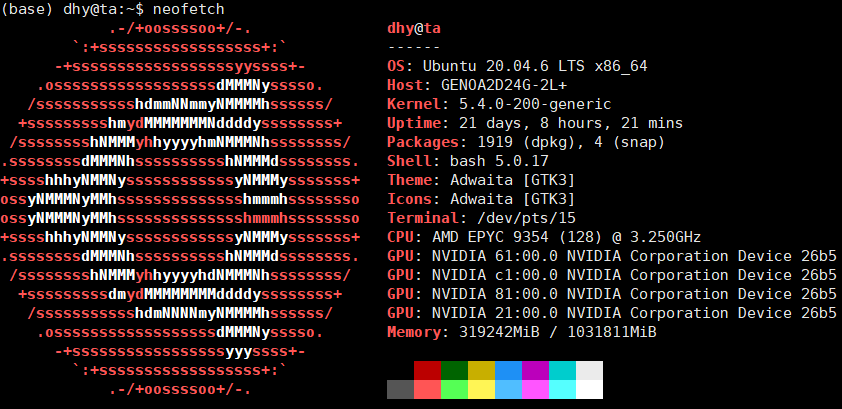 (base) dhy@ta:~$ neofetch
            .-/+oossssoo+/-.               dhy@ta
        `:+ssssssssssssssssss+:`           ------
      -+ssssssssssssssssssyyssss+-         OS: Ubuntu 20.04.6 LTS x86_64
    .ossssssssssssssssssdMMMNysssso.       Host: GENOA2D24G-2L+
   /ssssssssssshdmmNNmmyNMMMMhssssss/      Kernel: 5.4.0-200-generic
  +ssssssssshmydMMMMMMMNddddyssssssss+     Uptime: 21 days, 8 hours, 21 mins
 /sssssssshNMMMyhhyyyyhmNMMMNhssssssss/    Packages: 1919 (dpkg), 4 (snap)
.ssssssssdMMMNhsssssssssshNMMMdssssssss.   Shell: bash 5.0.17
+sssshhhyNMMNyssssssssssssyNMMMysssssss+   Theme: Adwaita [GTK3]
ossyNMMMNyMMhsssssssssssssshmmmhssssssso   Icons: Adwaita [GTK3]
ossyNMMMNyMMhsssssssssssssshmmmhssssssso   Terminal: /dev/pts/15
+sssshhhyNMMNyssssssssssssyNMMMysssssss+   CPU: AMD EPYC 9354 (128) @ 3.250GHz
.ssssssssdMMMNhsssssssssshNMMMdssssssss.   GPU: NVIDIA 61:00.0 NVIDIA Corporation Device 26b5
 /sssssssshNMMMyhhyyyyhdNMMMNhssssssss/    GPU: NVIDIA c1:00.0 NVIDIA Corporation Device 26b5
  +sssssssssdmydMMMMMMMMddddyssssssss+     GPU: NVIDIA 81:00.0 NVIDIA Corporation Device 26b5
   /ssssssssssshdmNNNNmyNMMMMhssssss/      GPU: NVIDIA 21:00.0 NVIDIA Corporation Device 26b5
    .ossssssssssssssssssdMMMNysssso.       Memory: 319242MiB / 1031811MiB
      -+sssssssssssssssssyyyssss+-
        `:+ssssssssssssssssss+:`
            .-/+oossssoo+/-.